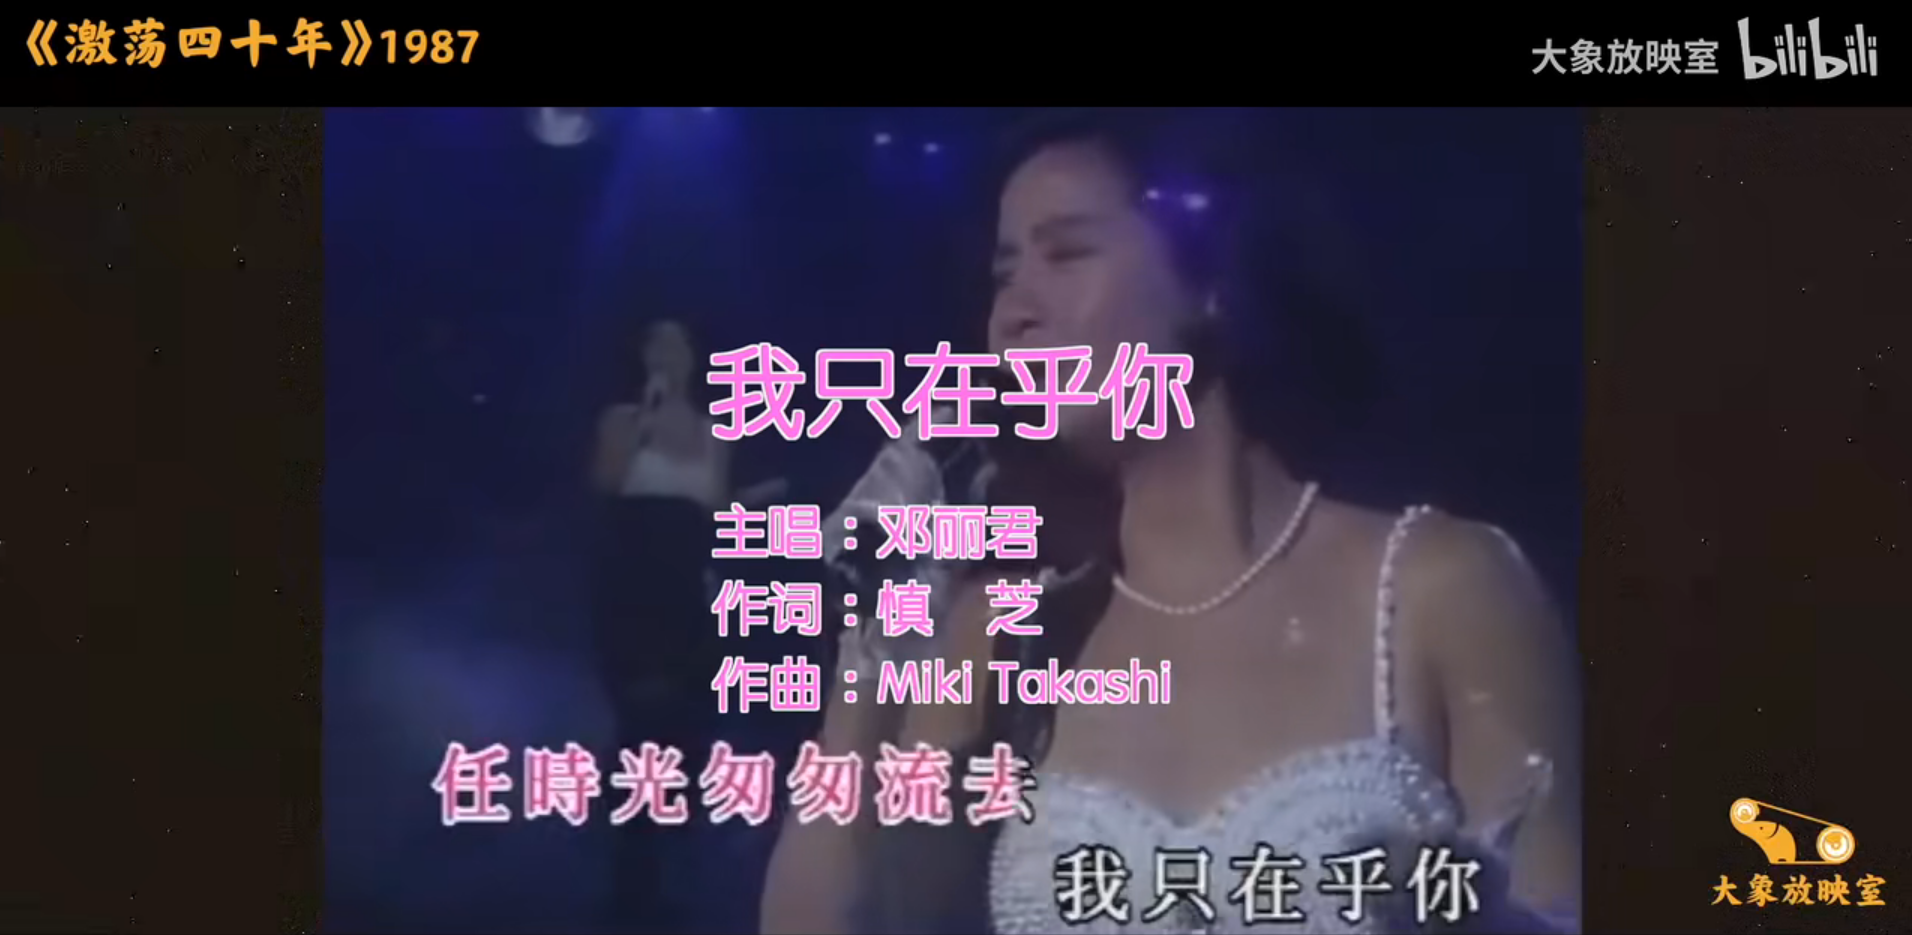 《激荡四十年》1987
大象放映室 bilibili
我只在乎你
主唱：邓丽君
作词：慎　芝
作曲：Miki Takashi
任時光匆匆流去
我只在乎你
大象放映室